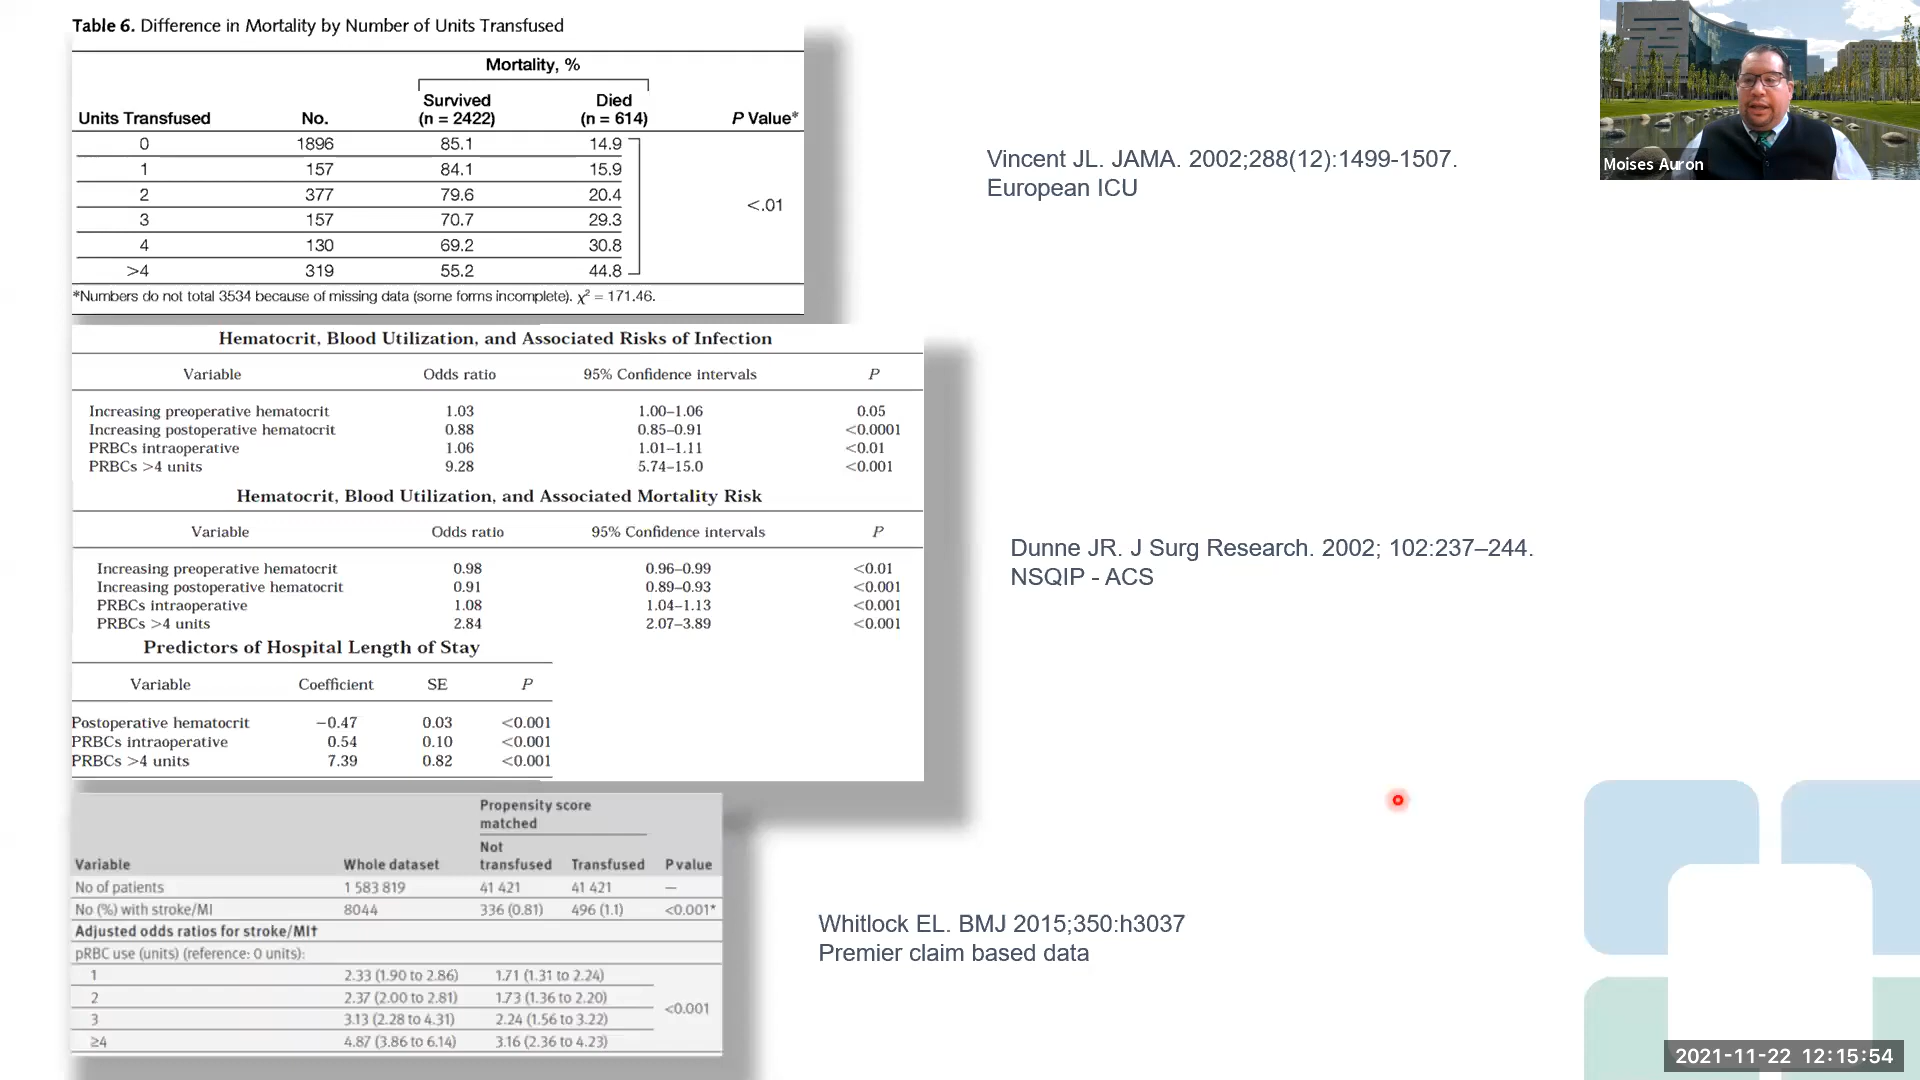 Table 6. Difference in Mortality by Number of Units Transfused
Mortality, %
Units Transfused No. Survived (n = 2422) Died (n = 614) P Value*
0 1896 85.1 14.9
1 157 84.1 15.9
2 377 79.6 20.4
3 157 70.7 29.3
4 130 69.2 30.8
>4 319 55.2 44.8
<.01
*Numbers do not total 3534 because of missing data (some forms incomplete). χ² = 171.46.
Vincent JL. JAMA. 2002;288(12):1499-1507.
European ICU
Moises Auron
Hematocrit, Blood Utilization, and Associated Risks of Infection
Variable Odds ratio 95% Confidence intervals P
Increasing preoperative hematocrit 1.03 1.00–1.06 0.05
Increasing postoperative hematocrit 0.88 0.85–0.91 <0.0001
PRBCs intraoperative 1.06 1.01–1.11 <0.01
PRBCs >4 units 9.28 5.74–15.0 <0.001
Hematocrit, Blood Utilization, and Associated Mortality Risk
Variable Odds ratio 95% Confidence intervals P
Increasing preoperative hematocrit 0.98 0.96–0.99 <0.01
Increasing postoperative hematocrit 0.91 0.89–0.93 <0.001
PRBCs intraoperative 1.08 1.04–1.13 <0.001
PRBCs >4 units 2.84 2.07–3.89 <0.001
Predictors of Hospital Length of Stay
Variable Coefficient SE P
Postoperative hematocrit −0.47 0.03 <0.001
PRBCs intraoperative 0.54 0.10 <0.001
PRBCs >4 units 7.39 0.82 <0.001
Dunne JR. J Surg Research. 2002; 102:237–244.
NSQIP - ACS
Propensity score
matched
Variable Whole dataset Not transfused Transfused P value
No of patients 1 583 819 41 421 41 421 —
No (%) with stroke/MI 8044 336 (0.81) 496 (1.1) <0.001*
Adjusted odds ratios for stroke/MI†
pRBC use (units) (reference: 0 units):
1 2.33 (1.90 to 2.86) 1.71 (1.31 to 2.24)
2 2.37 (2.00 to 2.81) 1.73 (1.36 to 2.20)
3 3.13 (2.28 to 4.31) 2.24 (1.56 to 3.22)
≥4 4.87 (3.86 to 6.14) 3.16 (2.36 to 4.23)
<0.001
Whitlock EL. BMJ 2015;350:h3037
Premier claim based data
2021-11-22 12:15:54